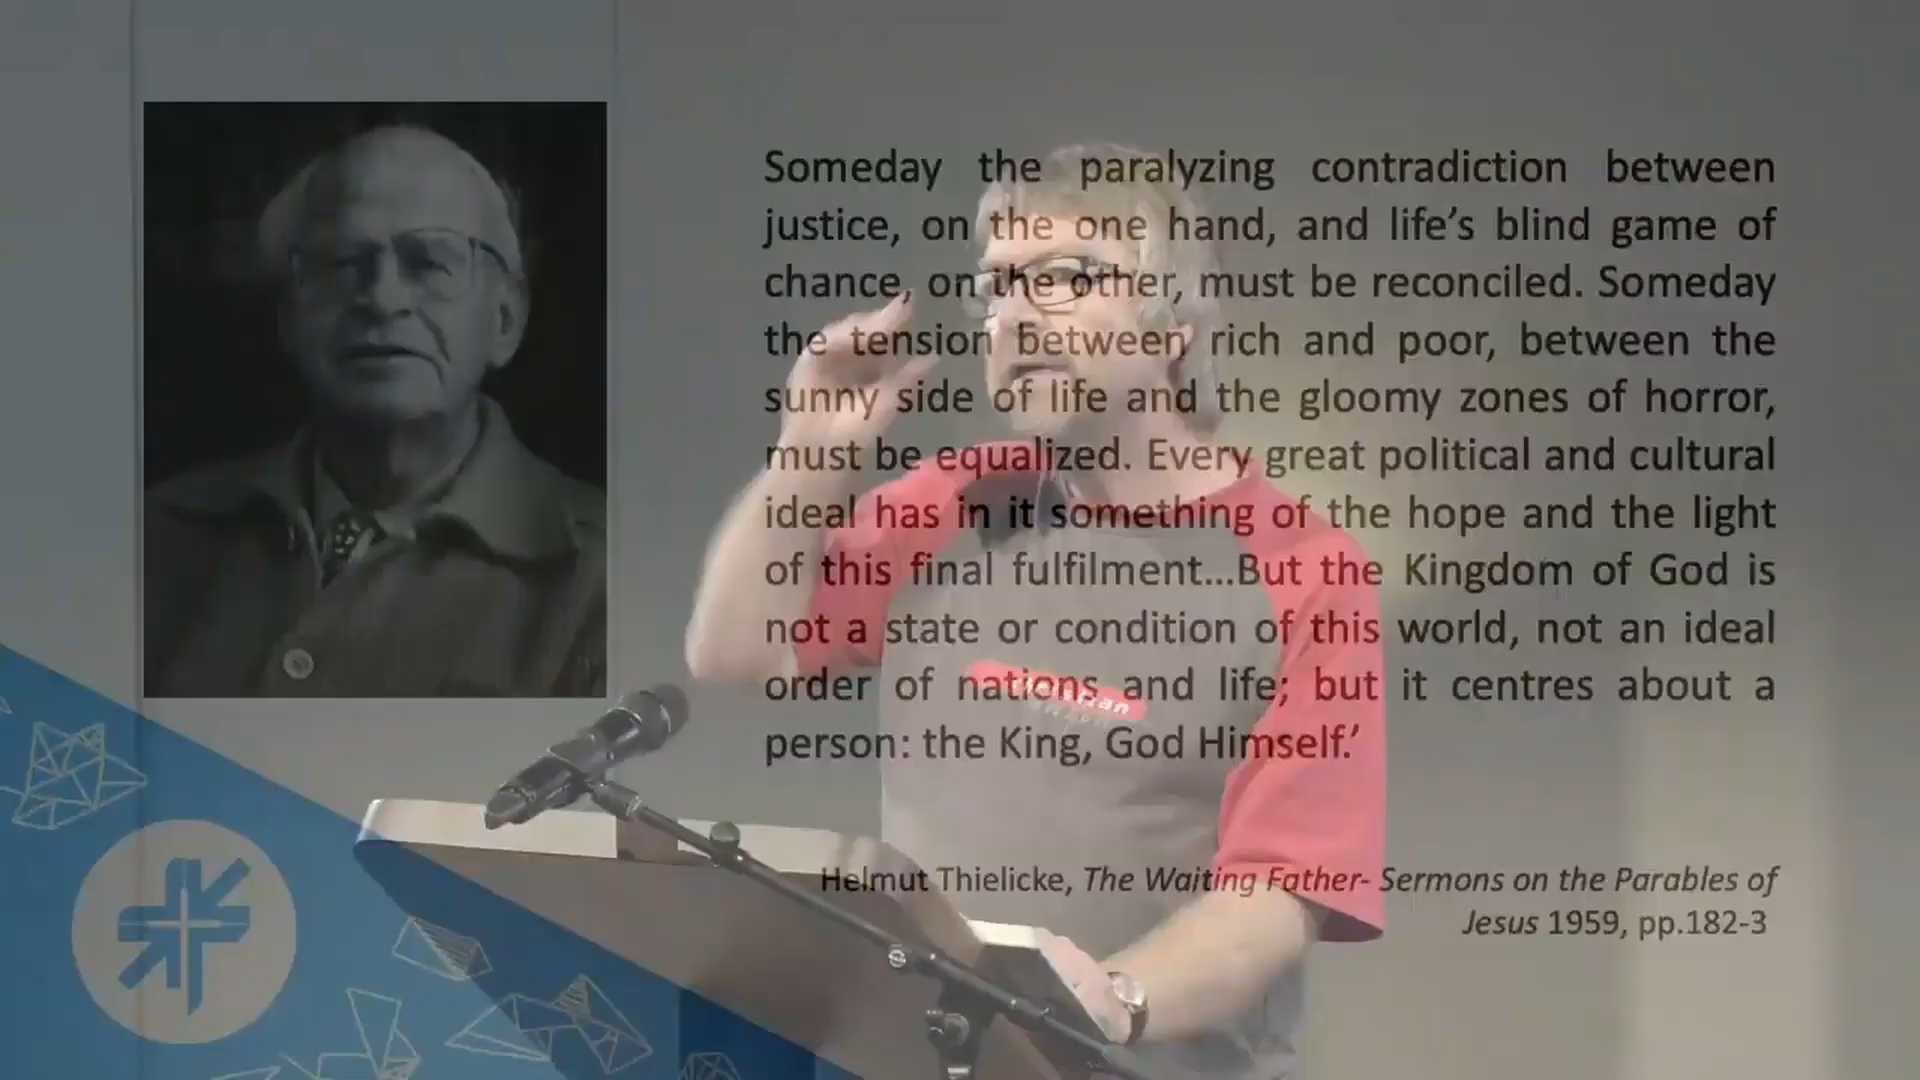 Someday the paralyzing contradiction between
justice, on the one hand, and life's blind game of
chance, on the other, must be reconciled. Someday
the tension between rich and poor, between the
sunny side of life and the gloomy zones of horror,
must be equalized. Every great political and cultural
ideal has in it something of the hope and the light
of this final fulfilment...But the Kingdom of God is
not a state or condition of this world, not an ideal
order of nations and life; but it centres about a
person: the King, God Himself.'
Helmut Thielicke, The Waiting Father- Sermons on the Parables of
Jesus 1959, pp.182-3